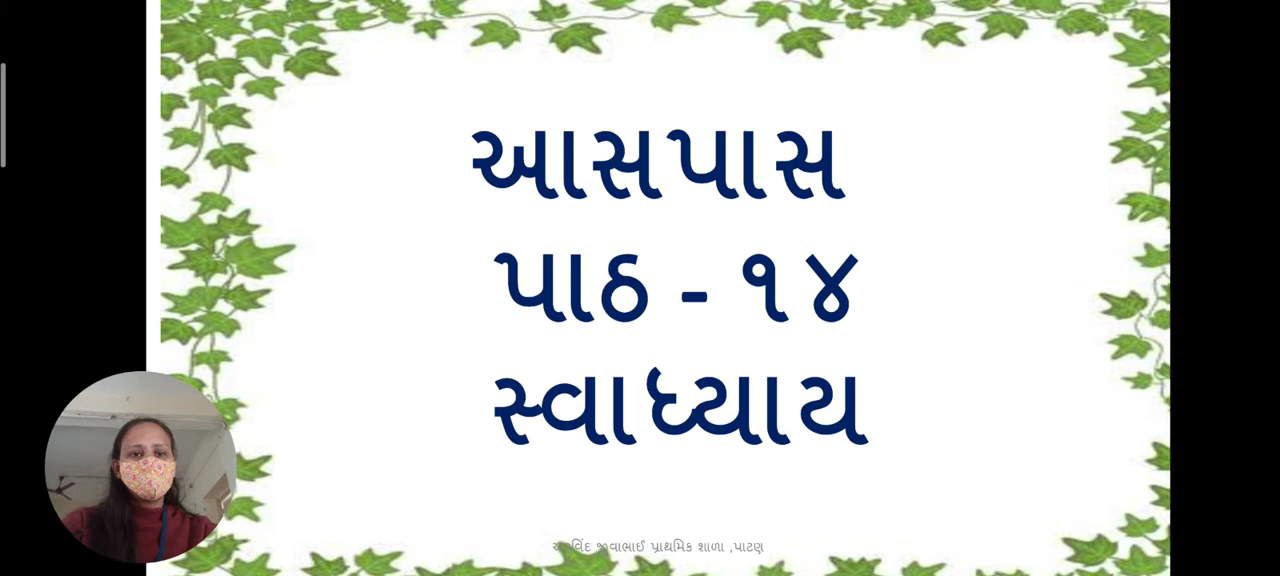 આસપાસ
પાઠ - ૧૪
સ્વાધ્યાય
જીવાભાઈ પ્રાથમિક શાળા ,પાટણ